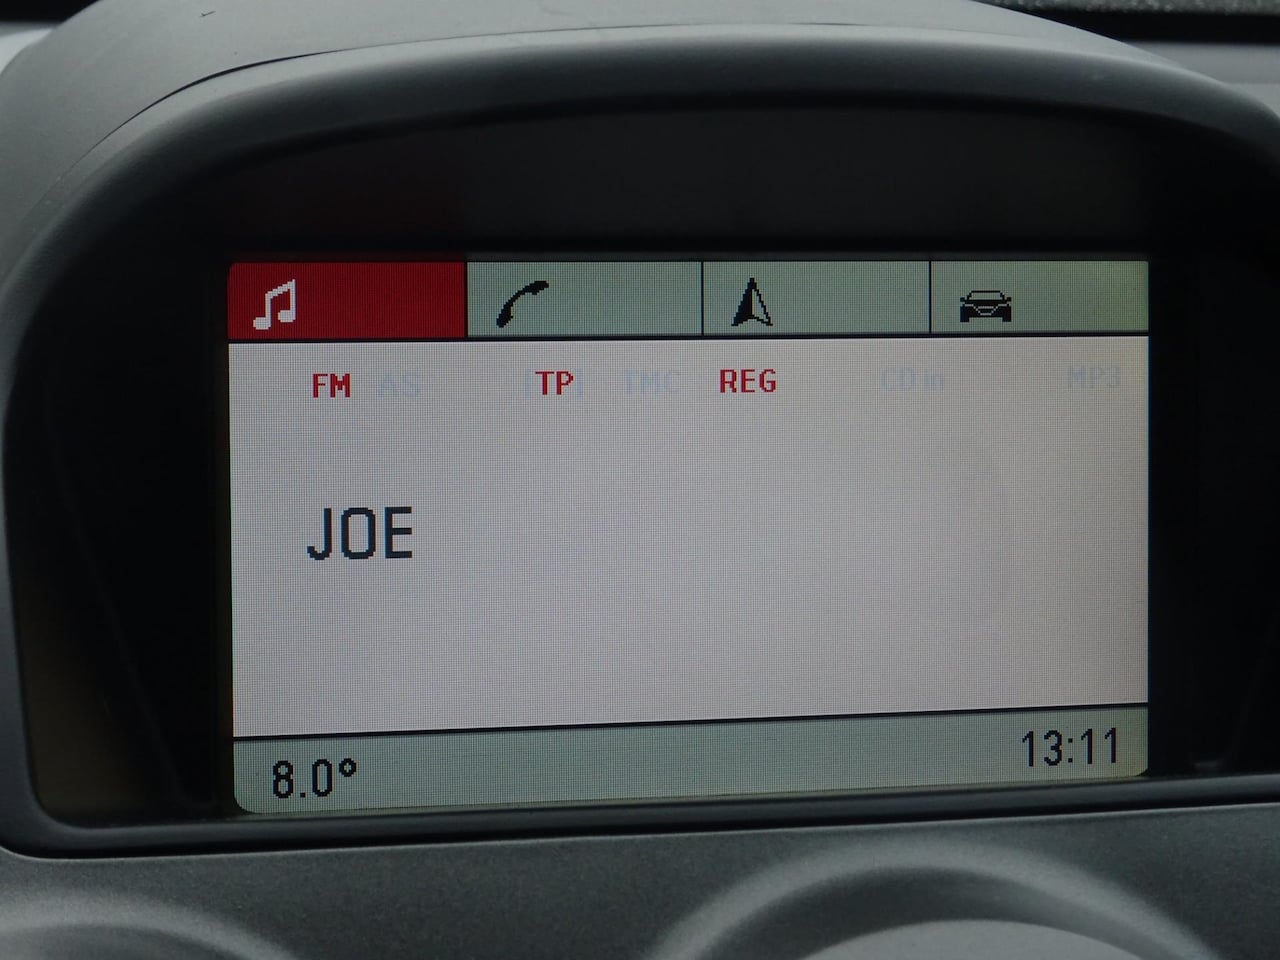 FM AS [TP] TMC REG CD in MP3
JOE
8.0° 13:11